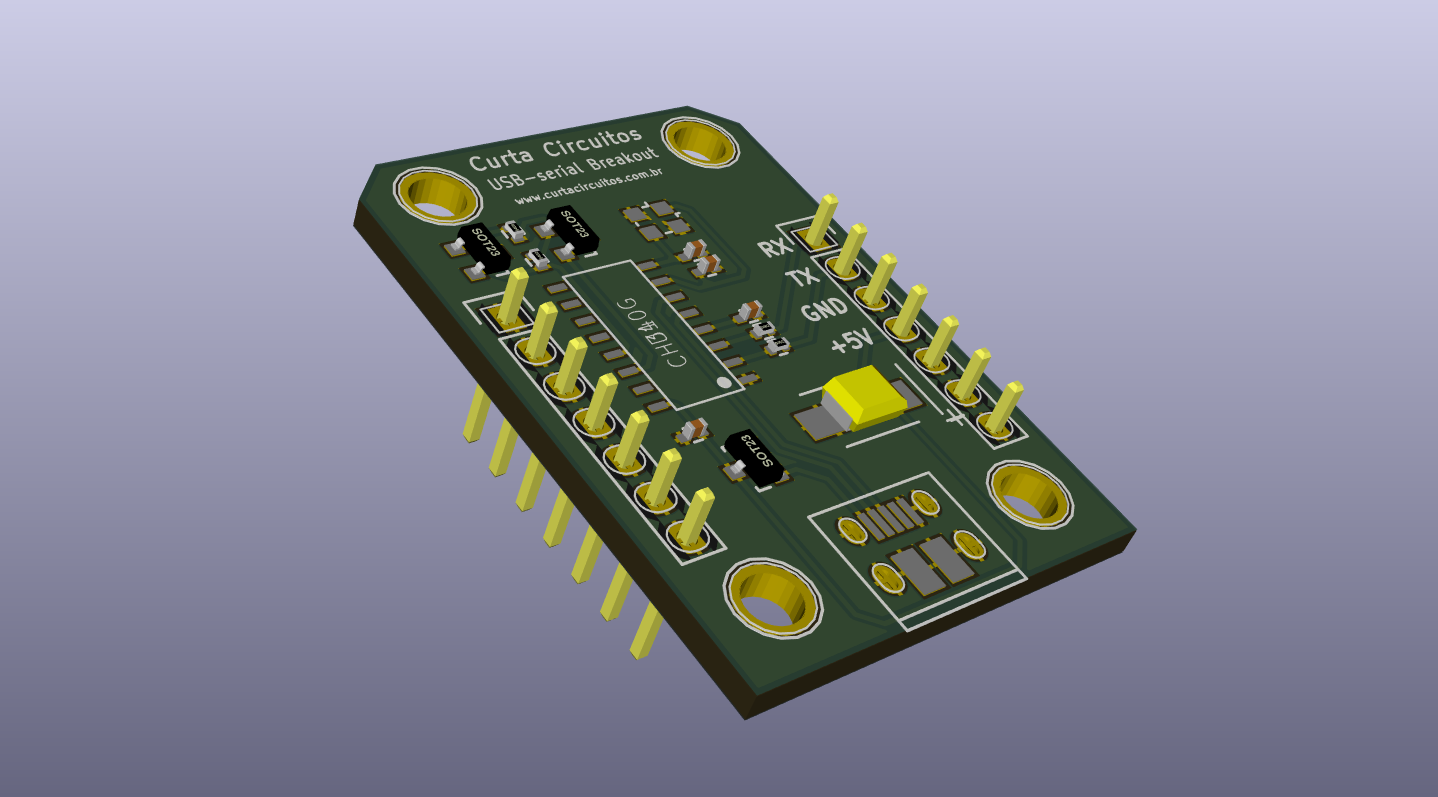 Curta Circuitos
USB-serial Breakout
www.curtacircuitos.com.br
SOT23
SOT23
RX
TX
GND
+5V
CH340G
SOT23
+